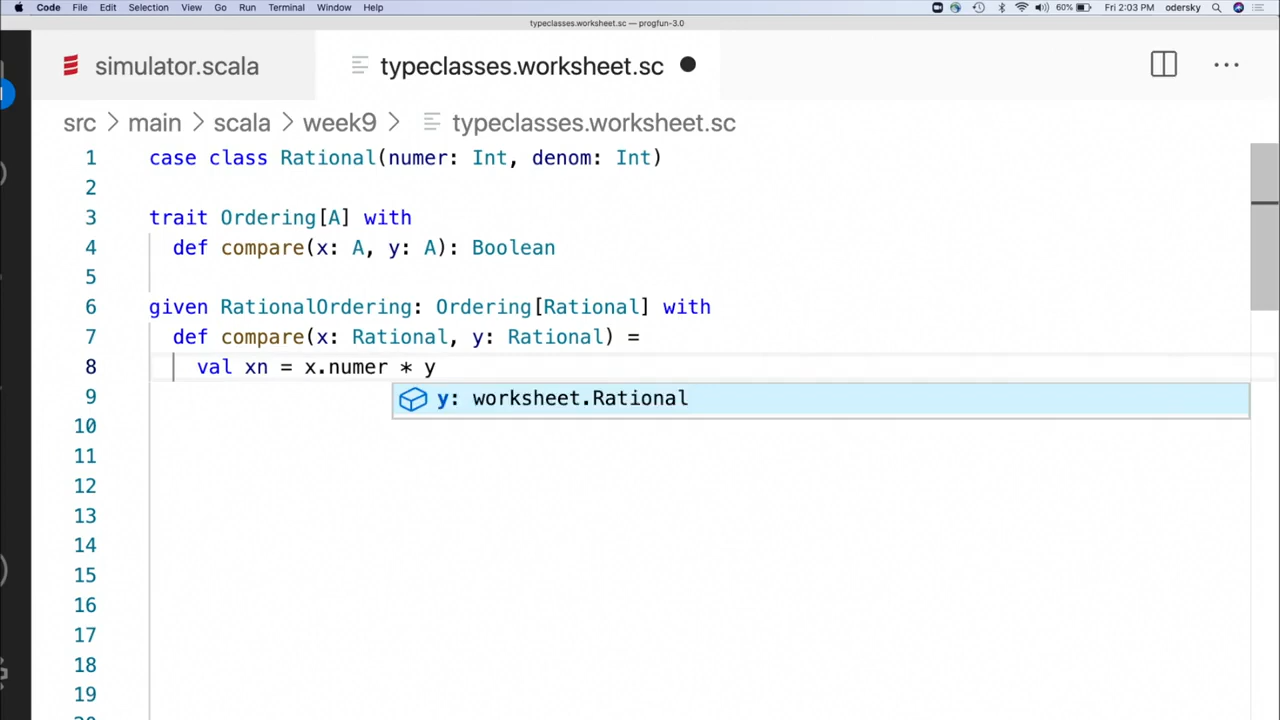 Code File Edit Selection View Go Run Terminal Window Help 60% Fri 2:03 PM odersky
typeclasses.worksheet.sc — progfun-3.0
simulator.scala typeclasses.worksheet.sc
src > main > scala > week9 > typeclasses.worksheet.sc
1 case class Rational(numer: Int, denom: Int)
2
3 trait Ordering[A] with
4 def compare(x: A, y: A): Boolean
5
6 given RationalOrdering: Ordering[Rational] with
7 def compare(x: Rational, y: Rational) =
8 val xn = x.numer * y
9 y: worksheet.Rational
10
11
12
13
14
15
16
17
18
19